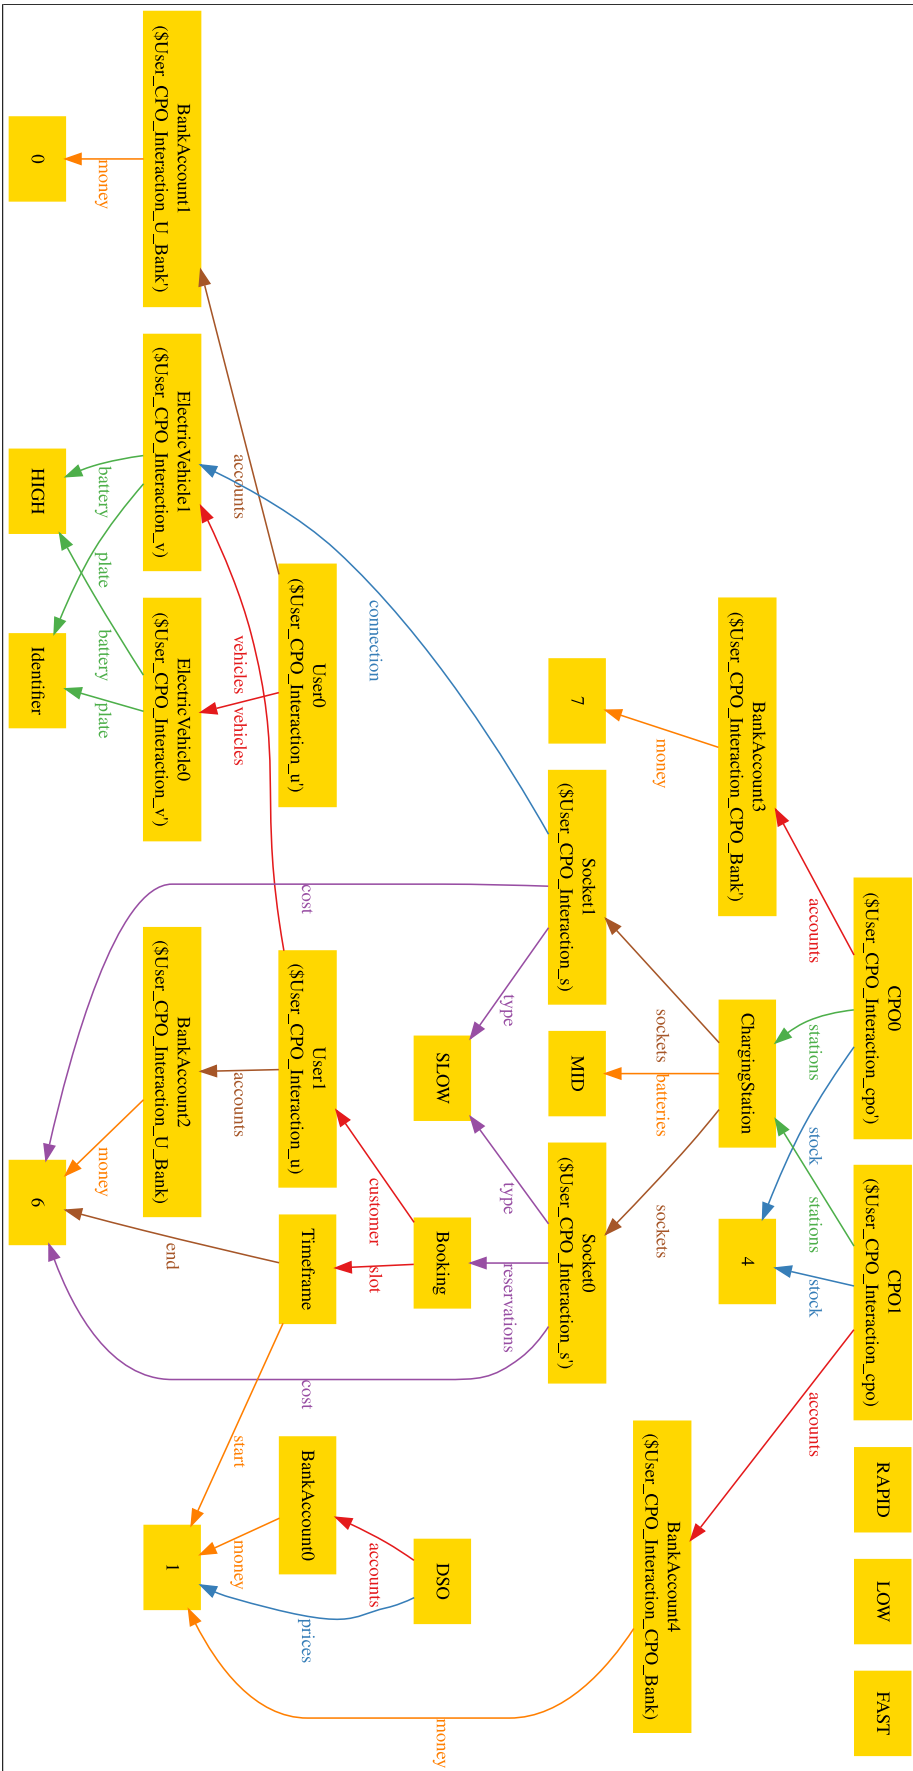 CPO0
($User_CPO_Interaction_cpo')
CPO1
($User_CPO_Interaction_cpo)
RAPID
LOW
FAST
accounts
stations
stock
stations
stock
accounts
BankAccount3
($User_CPO_Interaction_CPO_Bank')
ChargingStation
4
BankAccount4
($User_CPO_Interaction_CPO_Bank)
money
sockets
batteries
sockets
7
Socket1
($User_CPO_Interaction_s)
MID
Socket0
($User_CPO_Interaction_s')
type
type
reservations
SLOW
Booking
DSO
money
connection
customer
slot
accounts
prices
User0
($User_CPO_Interaction_u')
cost
User1
($User_CPO_Interaction_u)
Timeframe
cost
BankAccount0
accounts
vehicles
vehicles
accounts
end
start
money
BankAccount1
($User_CPO_Interaction_U_Bank')
ElectricVehicle1
($User_CPO_Interaction_v)
ElectricVehicle0
($User_CPO_Interaction_v')
BankAccount2
($User_CPO_Interaction_U_Bank)
1
money
battery
plate
battery
plate
money
0
HIGH
Identifier
6